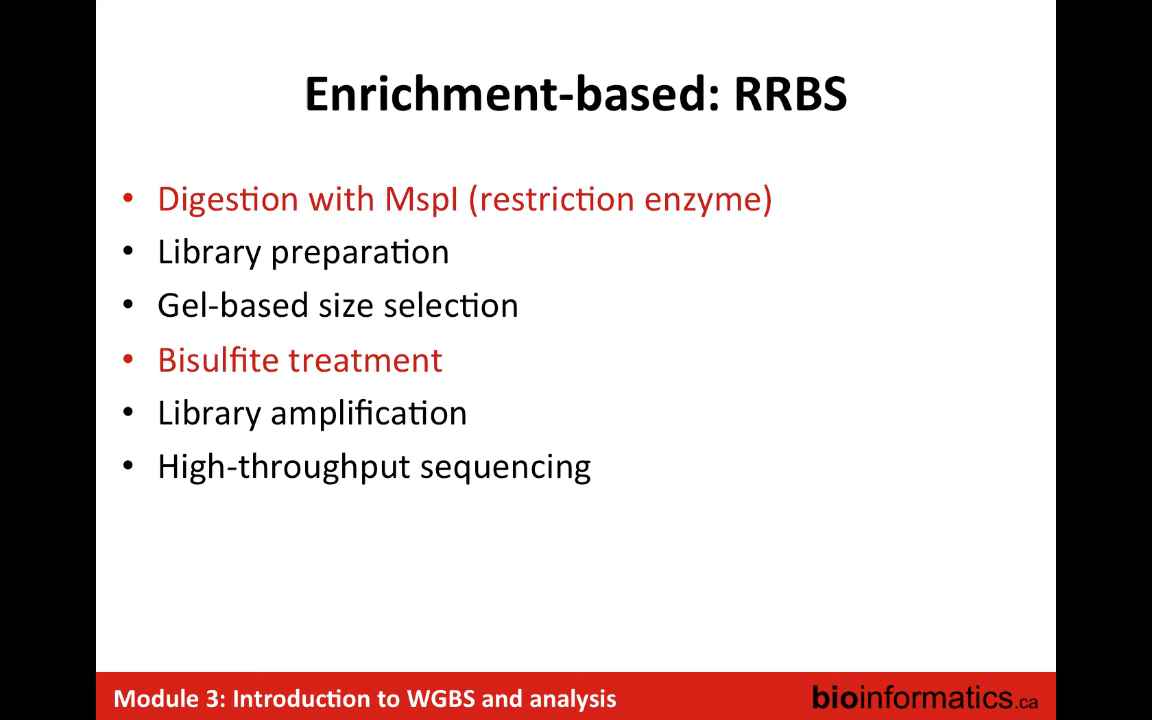 Enrichment-based: RRBS
• Digestion with MspI (restriction enzyme)
• Library preparation
• Gel-based size selection
• Bisulfite treatment
• Library amplification
• High-throughput sequencing
Module 3: Introduction to WGBS and analysis
bioinformatics.ca